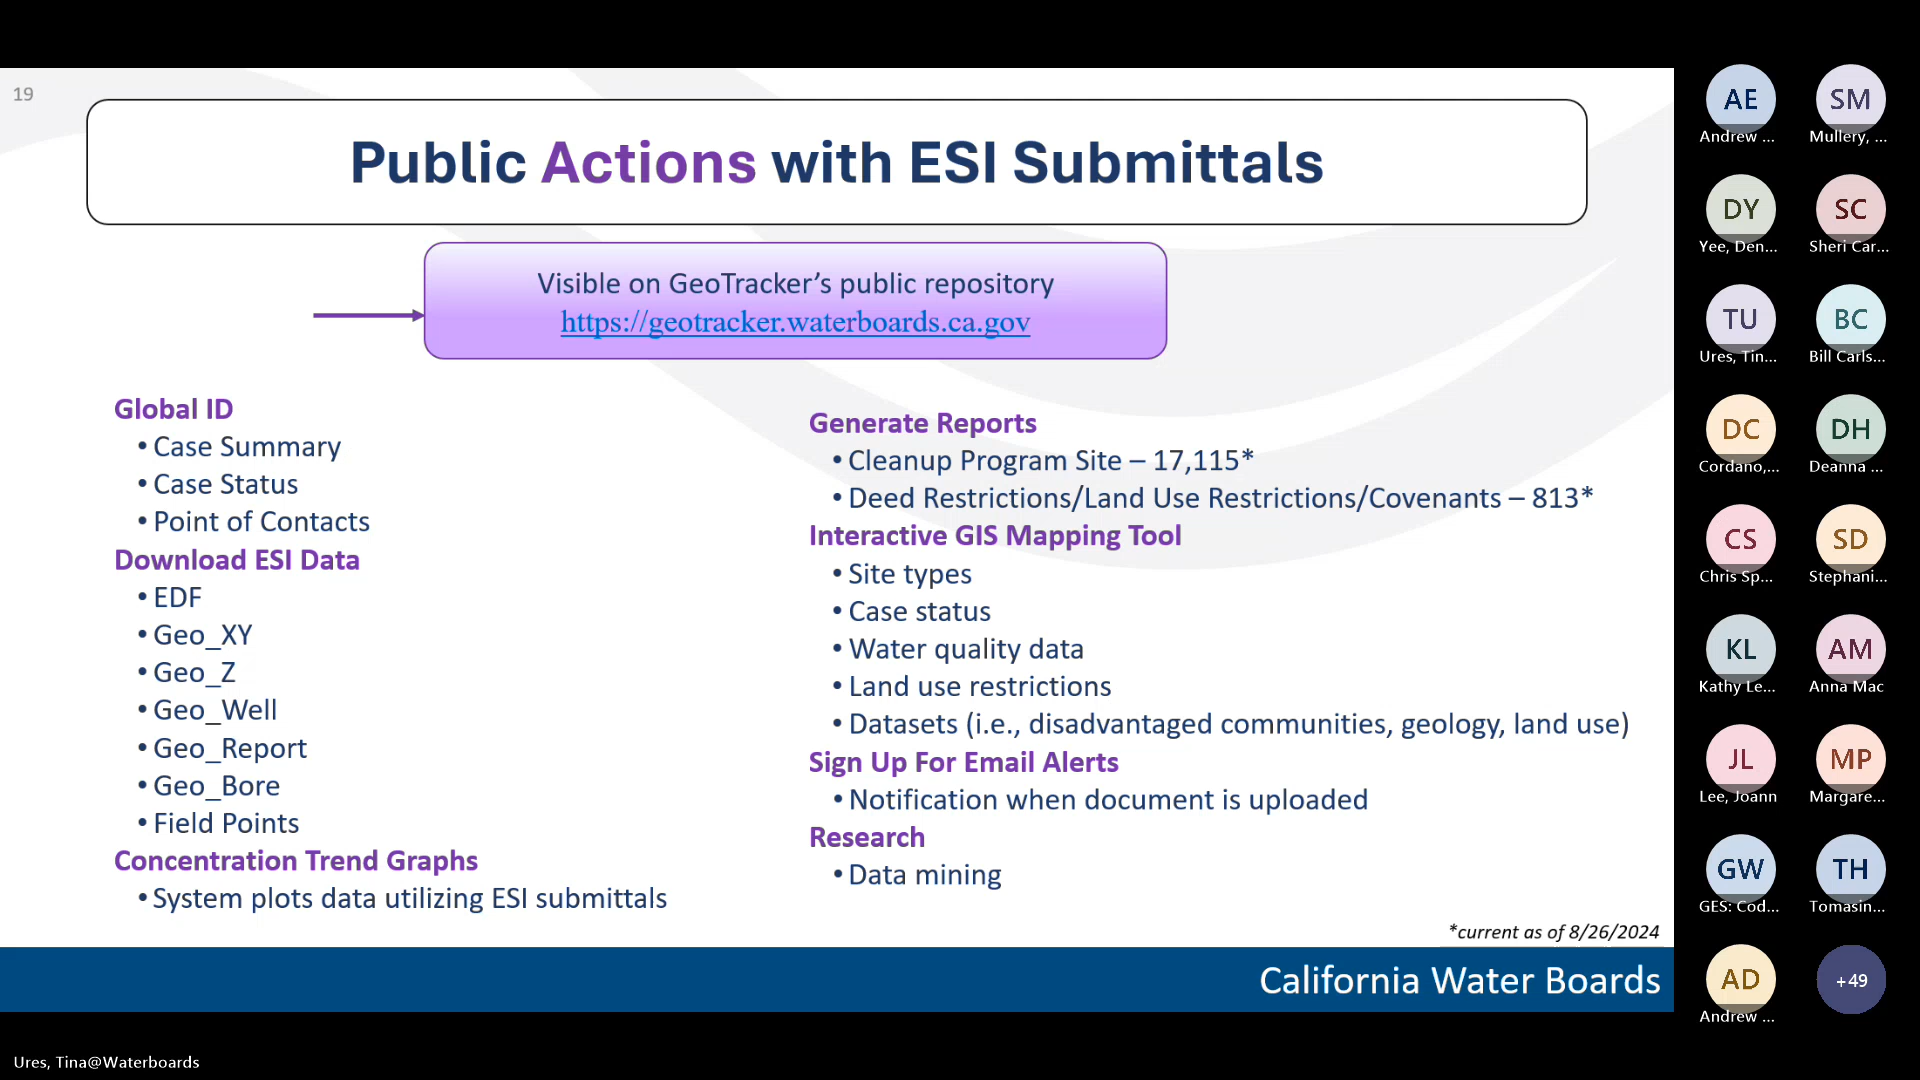 19
Public Actions with ESI Submittals
Visible on GeoTracker's public repository
https://geotracker.waterboards.ca.gov
Global ID
• Case Summary
• Case Status
• Point of Contacts
Download ESI Data
• EDF
• Geo_XY
• Geo_Z
• Geo_Well
• Geo_Report
• Geo_Bore
• Field Points
Concentration Trend Graphs
• System plots data utilizing ESI submittals
Generate Reports
• Cleanup Program Site – 17,115*
• Deed Restrictions/Land Use Restrictions/Covenants – 813*
Interactive GIS Mapping Tool
• Site types
• Case status
• Water quality data
• Land use restrictions
• Datasets (i.e., disadvantaged communities, geology, land use)
Sign Up For Email Alerts
• Notification when document is uploaded
Research
• Data mining
*current as of 8/26/2024
California Water Boards
AE
Andrew ...
SM
Mullery, ...
DY
Yee, Den...
SC
Sheri Car...
TU
Ures, Tin...
BC
Bill Carls...
DC
Cordano,...
DH
Deanna ...
CS
Chris Sp...
SD
Stephani...
KL
Kathy Le...
AM
Anna Mac
JL
Lee, Joann
MP
Margare...
GW
GES: Cod...
TH
Tomasin...
AD
Andrew ...
+49
Ures, Tina@Waterboards